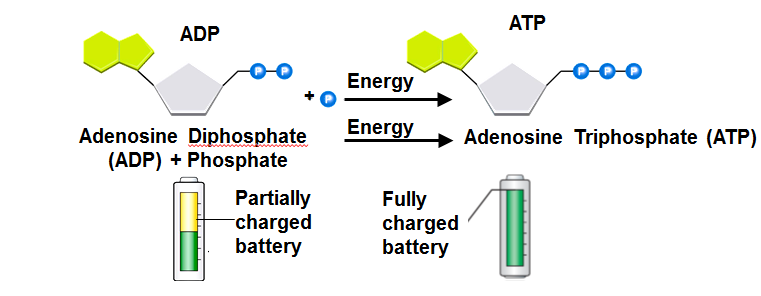 ADP
ATP
P P
+ P
Energy
P P P
Energy
Adenosine Diphosphate
(ADP) + Phosphate
Adenosine Triphosphate (ATP)
Partially
charged
battery
Fully
charged
battery